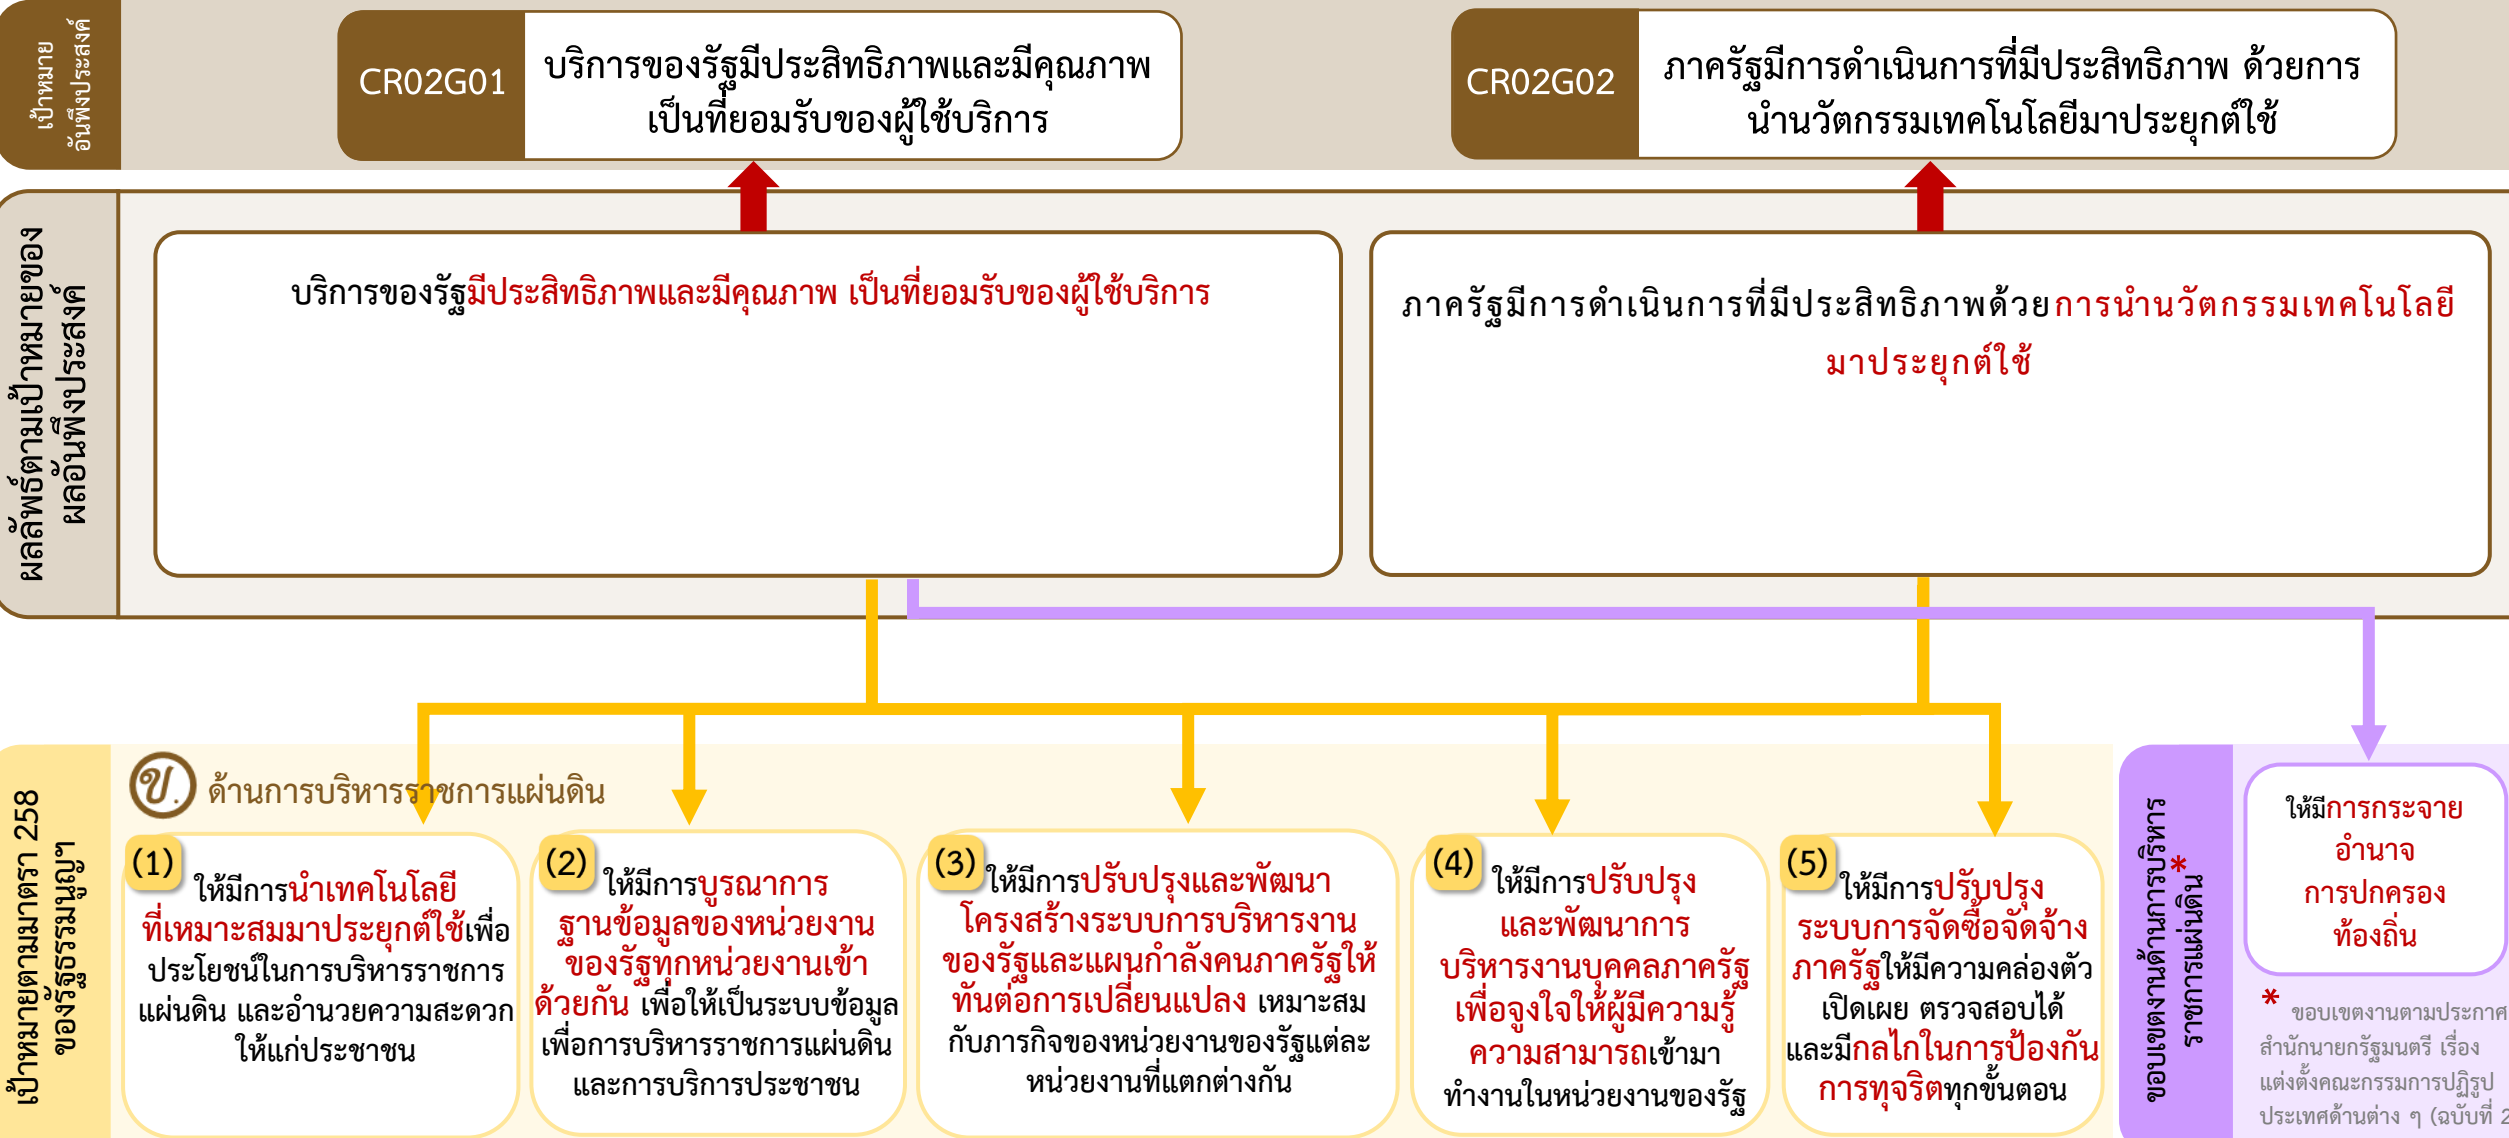 เป้าหมาย
อันพึงประสงค์
CR02G01
บริการของรัฐมีประสิทธิภาพและมีคุณภาพ
เป็นที่ยอมรับของผู้ใช้บริการ
CR02G02
ภาครัฐมีการดำเนินการที่มีประสิทธิภาพ ด้วยการ
นำนวัตกรรมเทคโนโลยีมาประยุกต์ใช้
ผลลัพธ์ตามเป้าหมายของ
ผลอันพึงประสงค์
บริการของรัฐมีประสิทธิภาพและมีคุณภาพ เป็นที่ยอมรับของผู้ใช้บริการ
ภาครัฐมีการดำเนินการที่มีประสิทธิภาพด้วยการนำนวัตกรรมเทคโนโลยี
มาประยุกต์ใช้
เป้าหมายตามมาตรา 258
ของรัฐธรรมนูญฯ
ข. ด้านการบริหารราชการแผ่นดิน
(1)
ให้มีการนำเทคโนโลยี
ที่เหมาะสมมาประยุกต์ใช้เพื่อ
ประโยชน์ในการบริหารราชการ
แผ่นดิน และอำนวยความสะดวก
ให้แก่ประชาชน
(2)
ให้มีการบูรณาการ
ฐานข้อมูลของหน่วยงาน
ของรัฐทุกหน่วยงานเข้า
ด้วยกัน เพื่อให้เป็นระบบข้อมูล
เพื่อการบริหารราชการแผ่นดิน
และการบริการประชาชน
(3)
ให้มีการปรับปรุงและพัฒนา
โครงสร้างระบบการบริหารงาน
ของรัฐและแผนกำลังคนภาครัฐให้
ทันต่อการเปลี่ยนแปลง เหมาะสม
กับภารกิจของหน่วยงานของรัฐแต่ละ
หน่วยงานที่แตกต่างกัน
(4)
ให้มีการปรับปรุง
และพัฒนาการ
บริหารงานบุคคลภาครัฐ
เพื่อจูงใจให้ผู้มีความรู้
ความสามารถเข้ามา
ทำงานในหน่วยงานของรัฐ
(5)
ให้มีการปรับปรุง
ระบบการจัดซื้อจัดจ้าง
ภาครัฐให้มีความคล่องตัว
เปิดเผย ตรวจสอบได้
และมีกลไกในการป้องกัน
การทุจริตทุกขั้นตอน
ขอบเขตงานด้านการบริหาร
ราชการแผ่นดิน*
ให้มีการกระจาย
อำนาจ
การปกครอง
ท้องถิ่น
* ขอบเขตงานตามประกาศ
สำนักนายกรัฐมนตรี เรื่อง
แต่งตั้งคณะกรรมการปฏิรูป
ประเทศด้านต่าง ๆ (ฉบับที่ 2